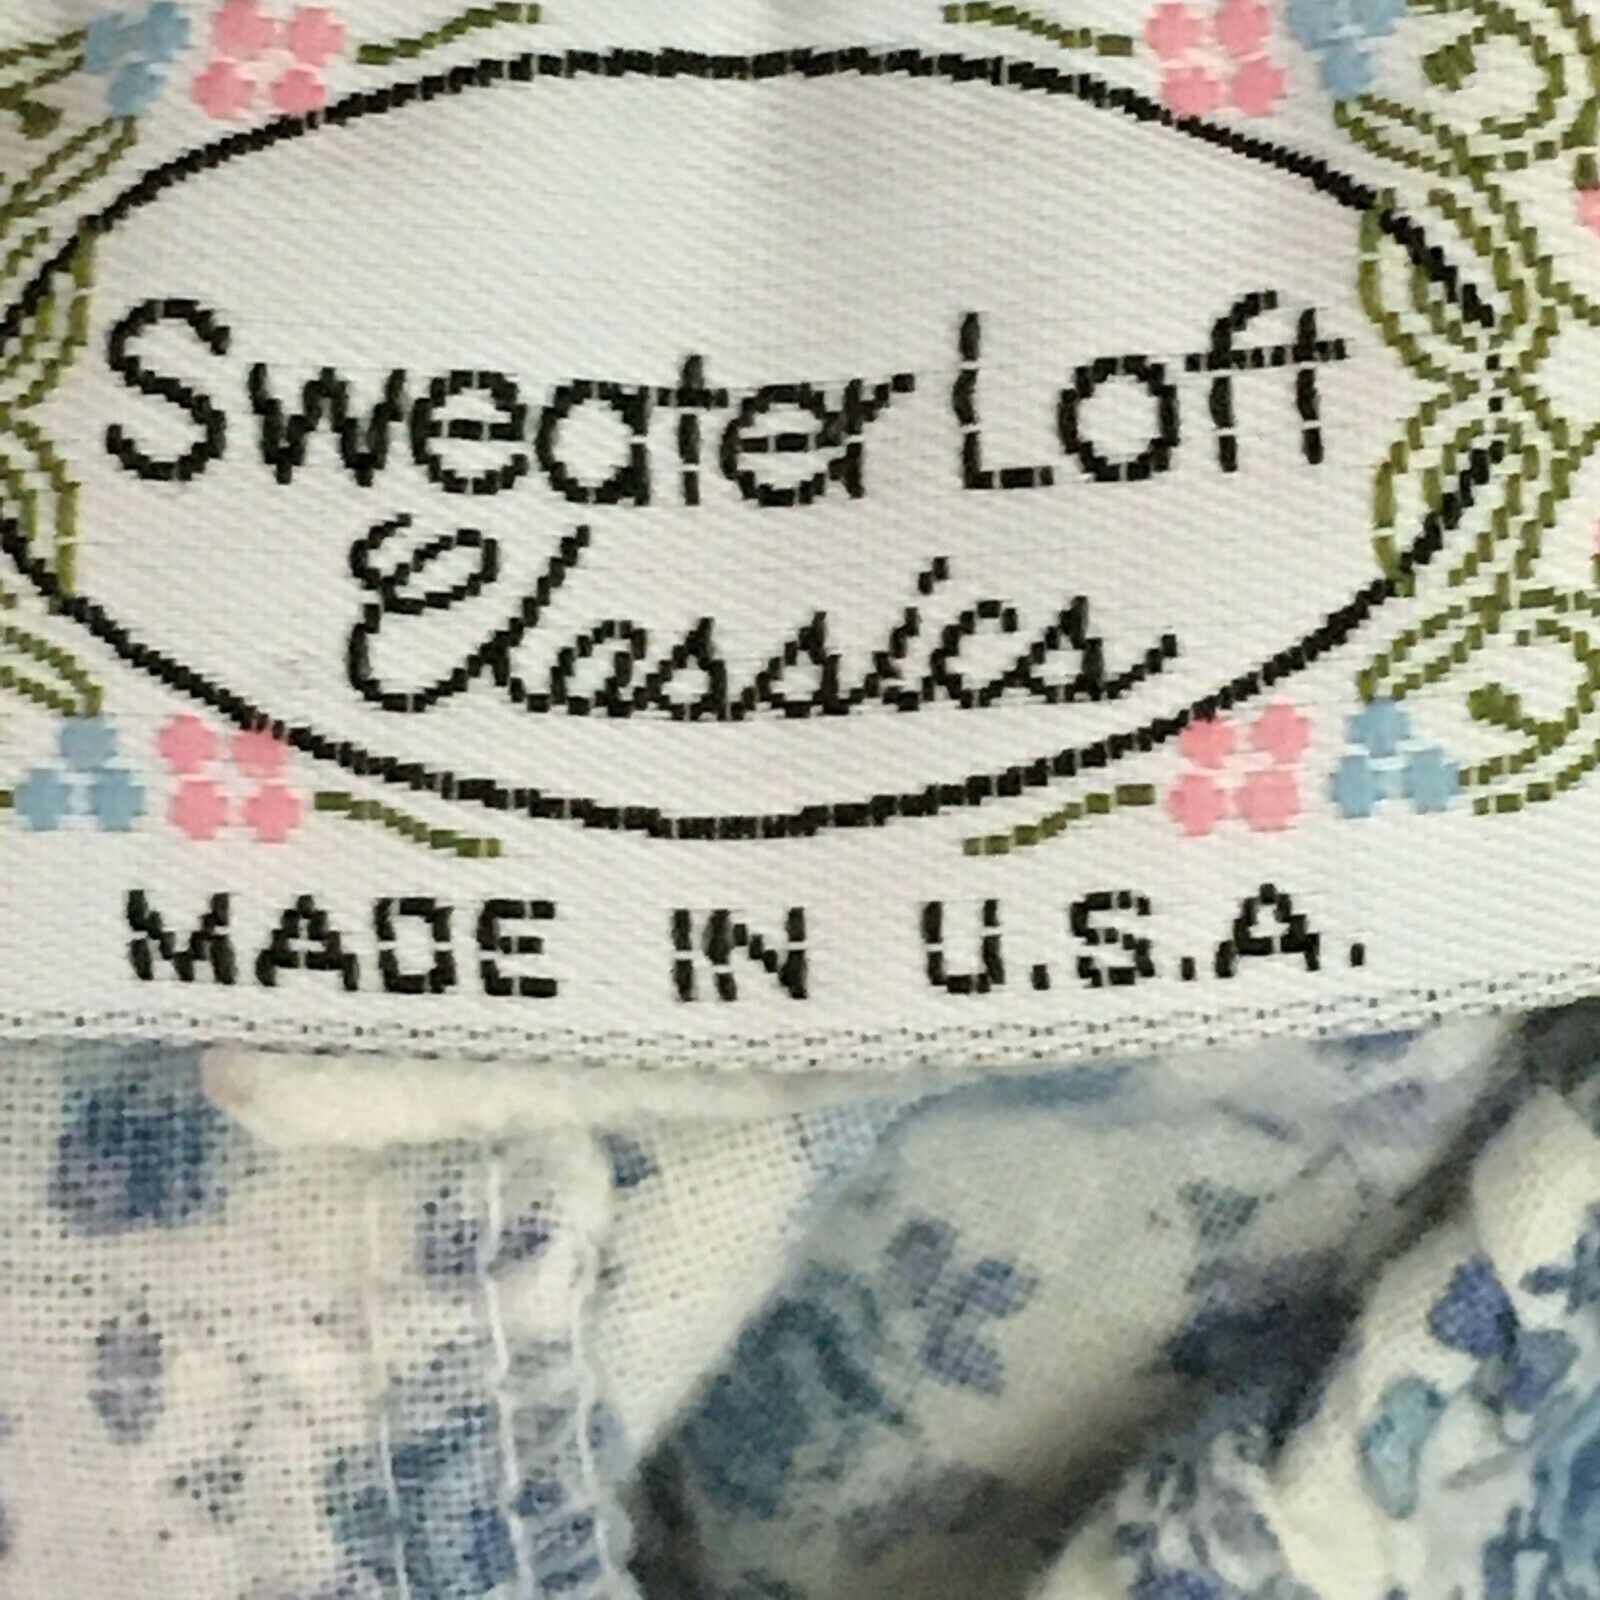 Sweater Loft
Classics
MADE IN U.S.A.